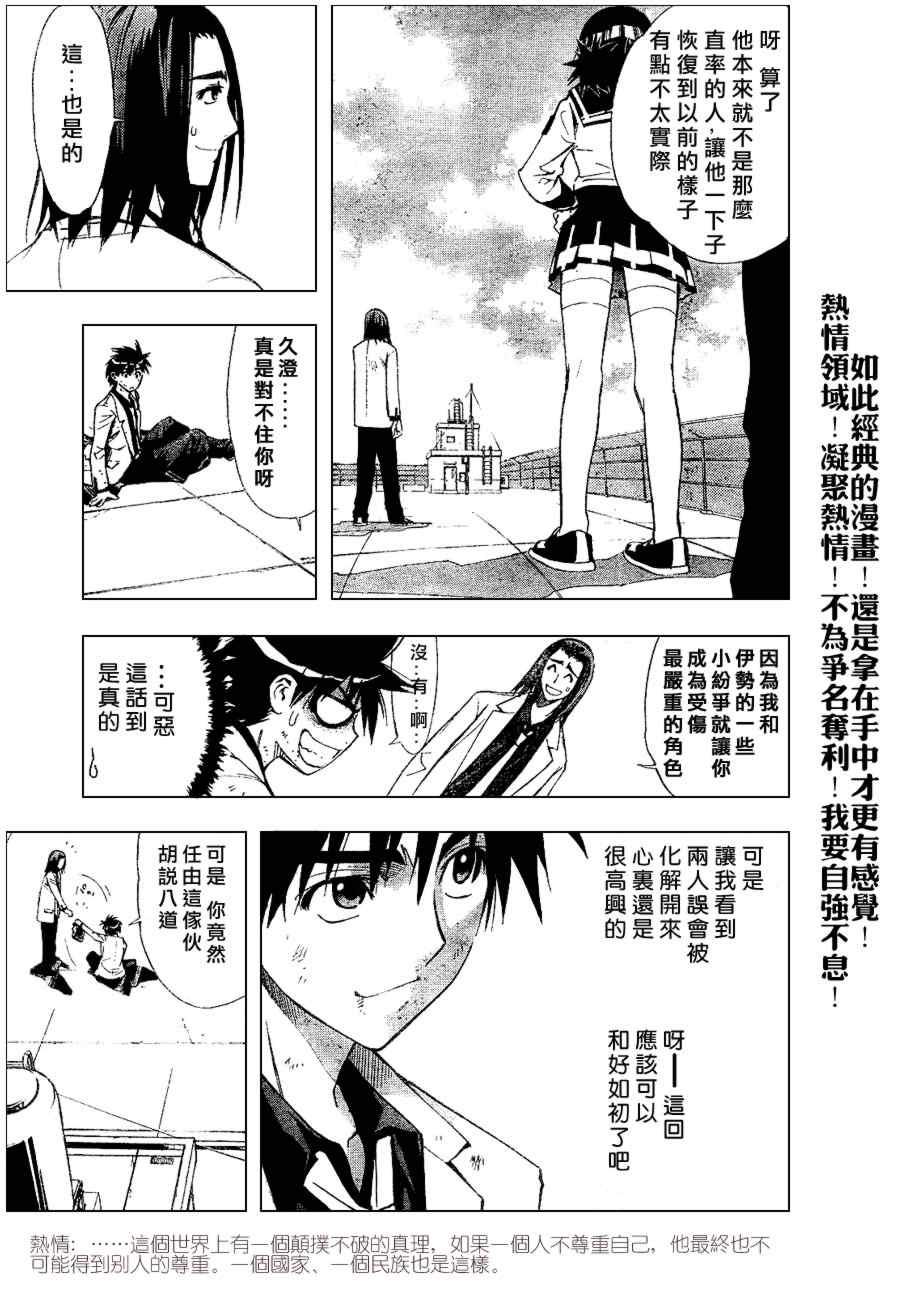 呀 算了
他本來就不是那麼
直率的人，讓他一下子
恢復到以前的樣子
有點不太實際
這…也是的
久澄……
真是對不住你呀
因為我和
伊勢的一些
小紛爭就讓你
成為受傷
最嚴重的角色
沒…有…啊
…可惡
這話到
是真的
可是
讓我看到
兩人誤會被
化解開來
心裏還是
很高興的
呀━這回
應該可以
和好如初了吧
可是 你竟然
任由這傢伙
胡説八道
如此經典的漫畫！還是拿在手中才更有感覺！
熱情領域！凝聚熱情！不為爭名奪利！我要自強不息！
熱情：……這個世界上有一個顛撲不破的真理，如果一個人不尊重自己，他最終也不
可能得到别人的尊重。一個國家、一個民族也是這樣。